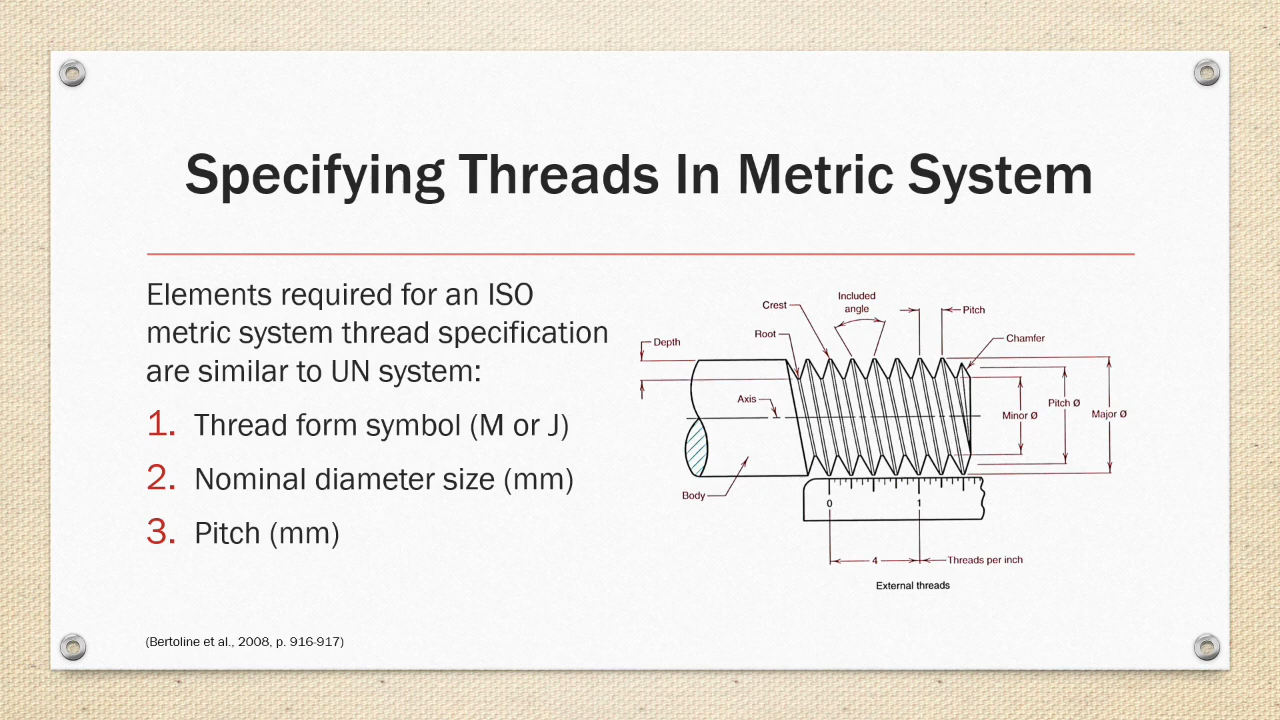 Specifying Threads In Metric System
Elements required for an ISO
metric system thread specification
are similar to UN system:
1. Thread form symbol (M or J)
2. Nominal diameter size (mm)
3. Pitch (mm)
(Bertoline et al., 2008, p. 916-917)
Included
angle
Crest
Pitch
Root
Chamfer
Depth
Axis
Pitch Ø
Minor Ø
Major Ø
Body
0
1
4
Threads per inch
External threads